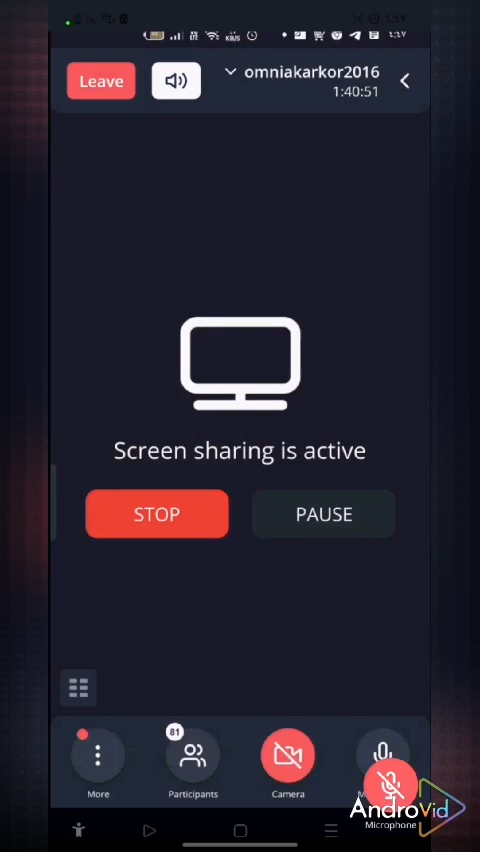 Leave
omniakarkor2016
1:40:51
Screen sharing is active
STOP
PAUSE
81
More
Participants
Camera
Microphone
AndroVid